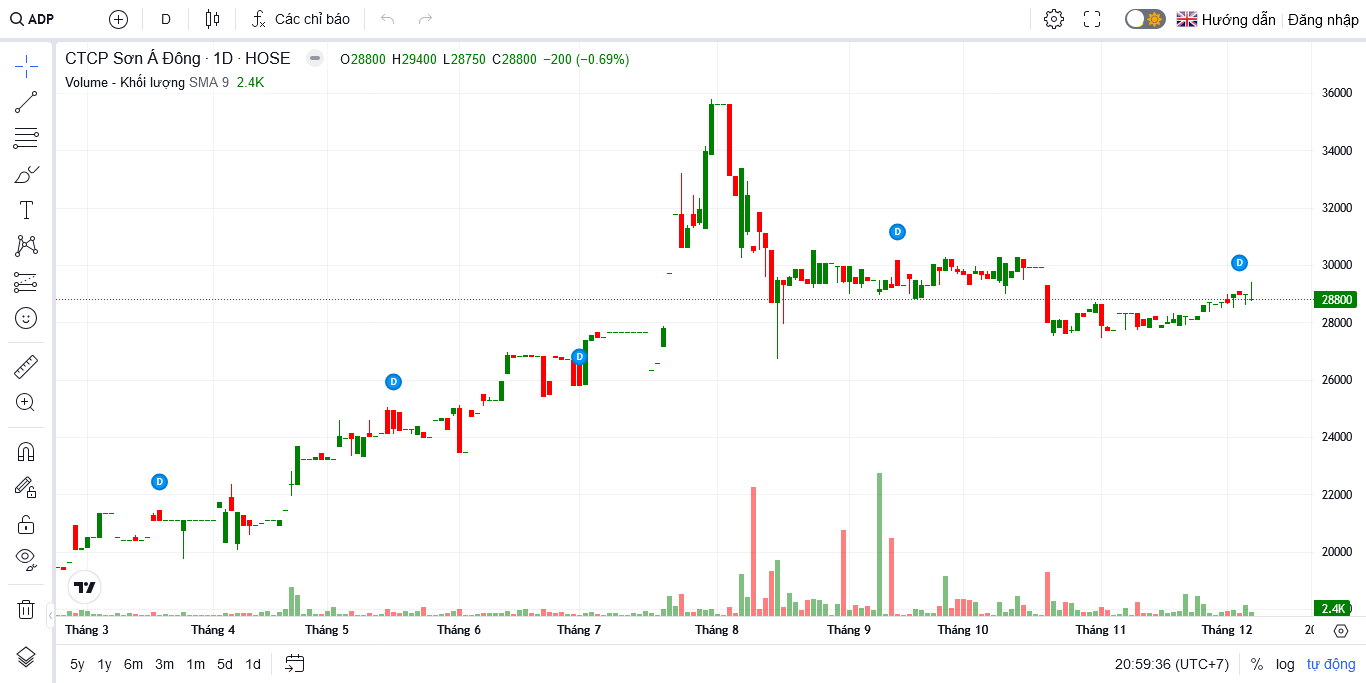 ADP D Các chỉ báo Hướng dẫn Đăng nhập
CTCP Sơn Á Đông · 1D · HOSE O28800 H29400 L28750 C28800 −200 (−0.69%)
Volume - Khối lượng SMA 9 2.4K
36000
34000
32000
D
30000
D
28800
28000
D
26000
D
24000
22000
D
20000
2.4K
Tháng 3 Tháng 4 Tháng 5 Tháng 6 Tháng 7 Tháng 8 Tháng 9 Tháng 10 Tháng 11 Tháng 12
5y 1y 6m 3m 1m 5d 1d 20:59:36 (UTC+7) % log tự động